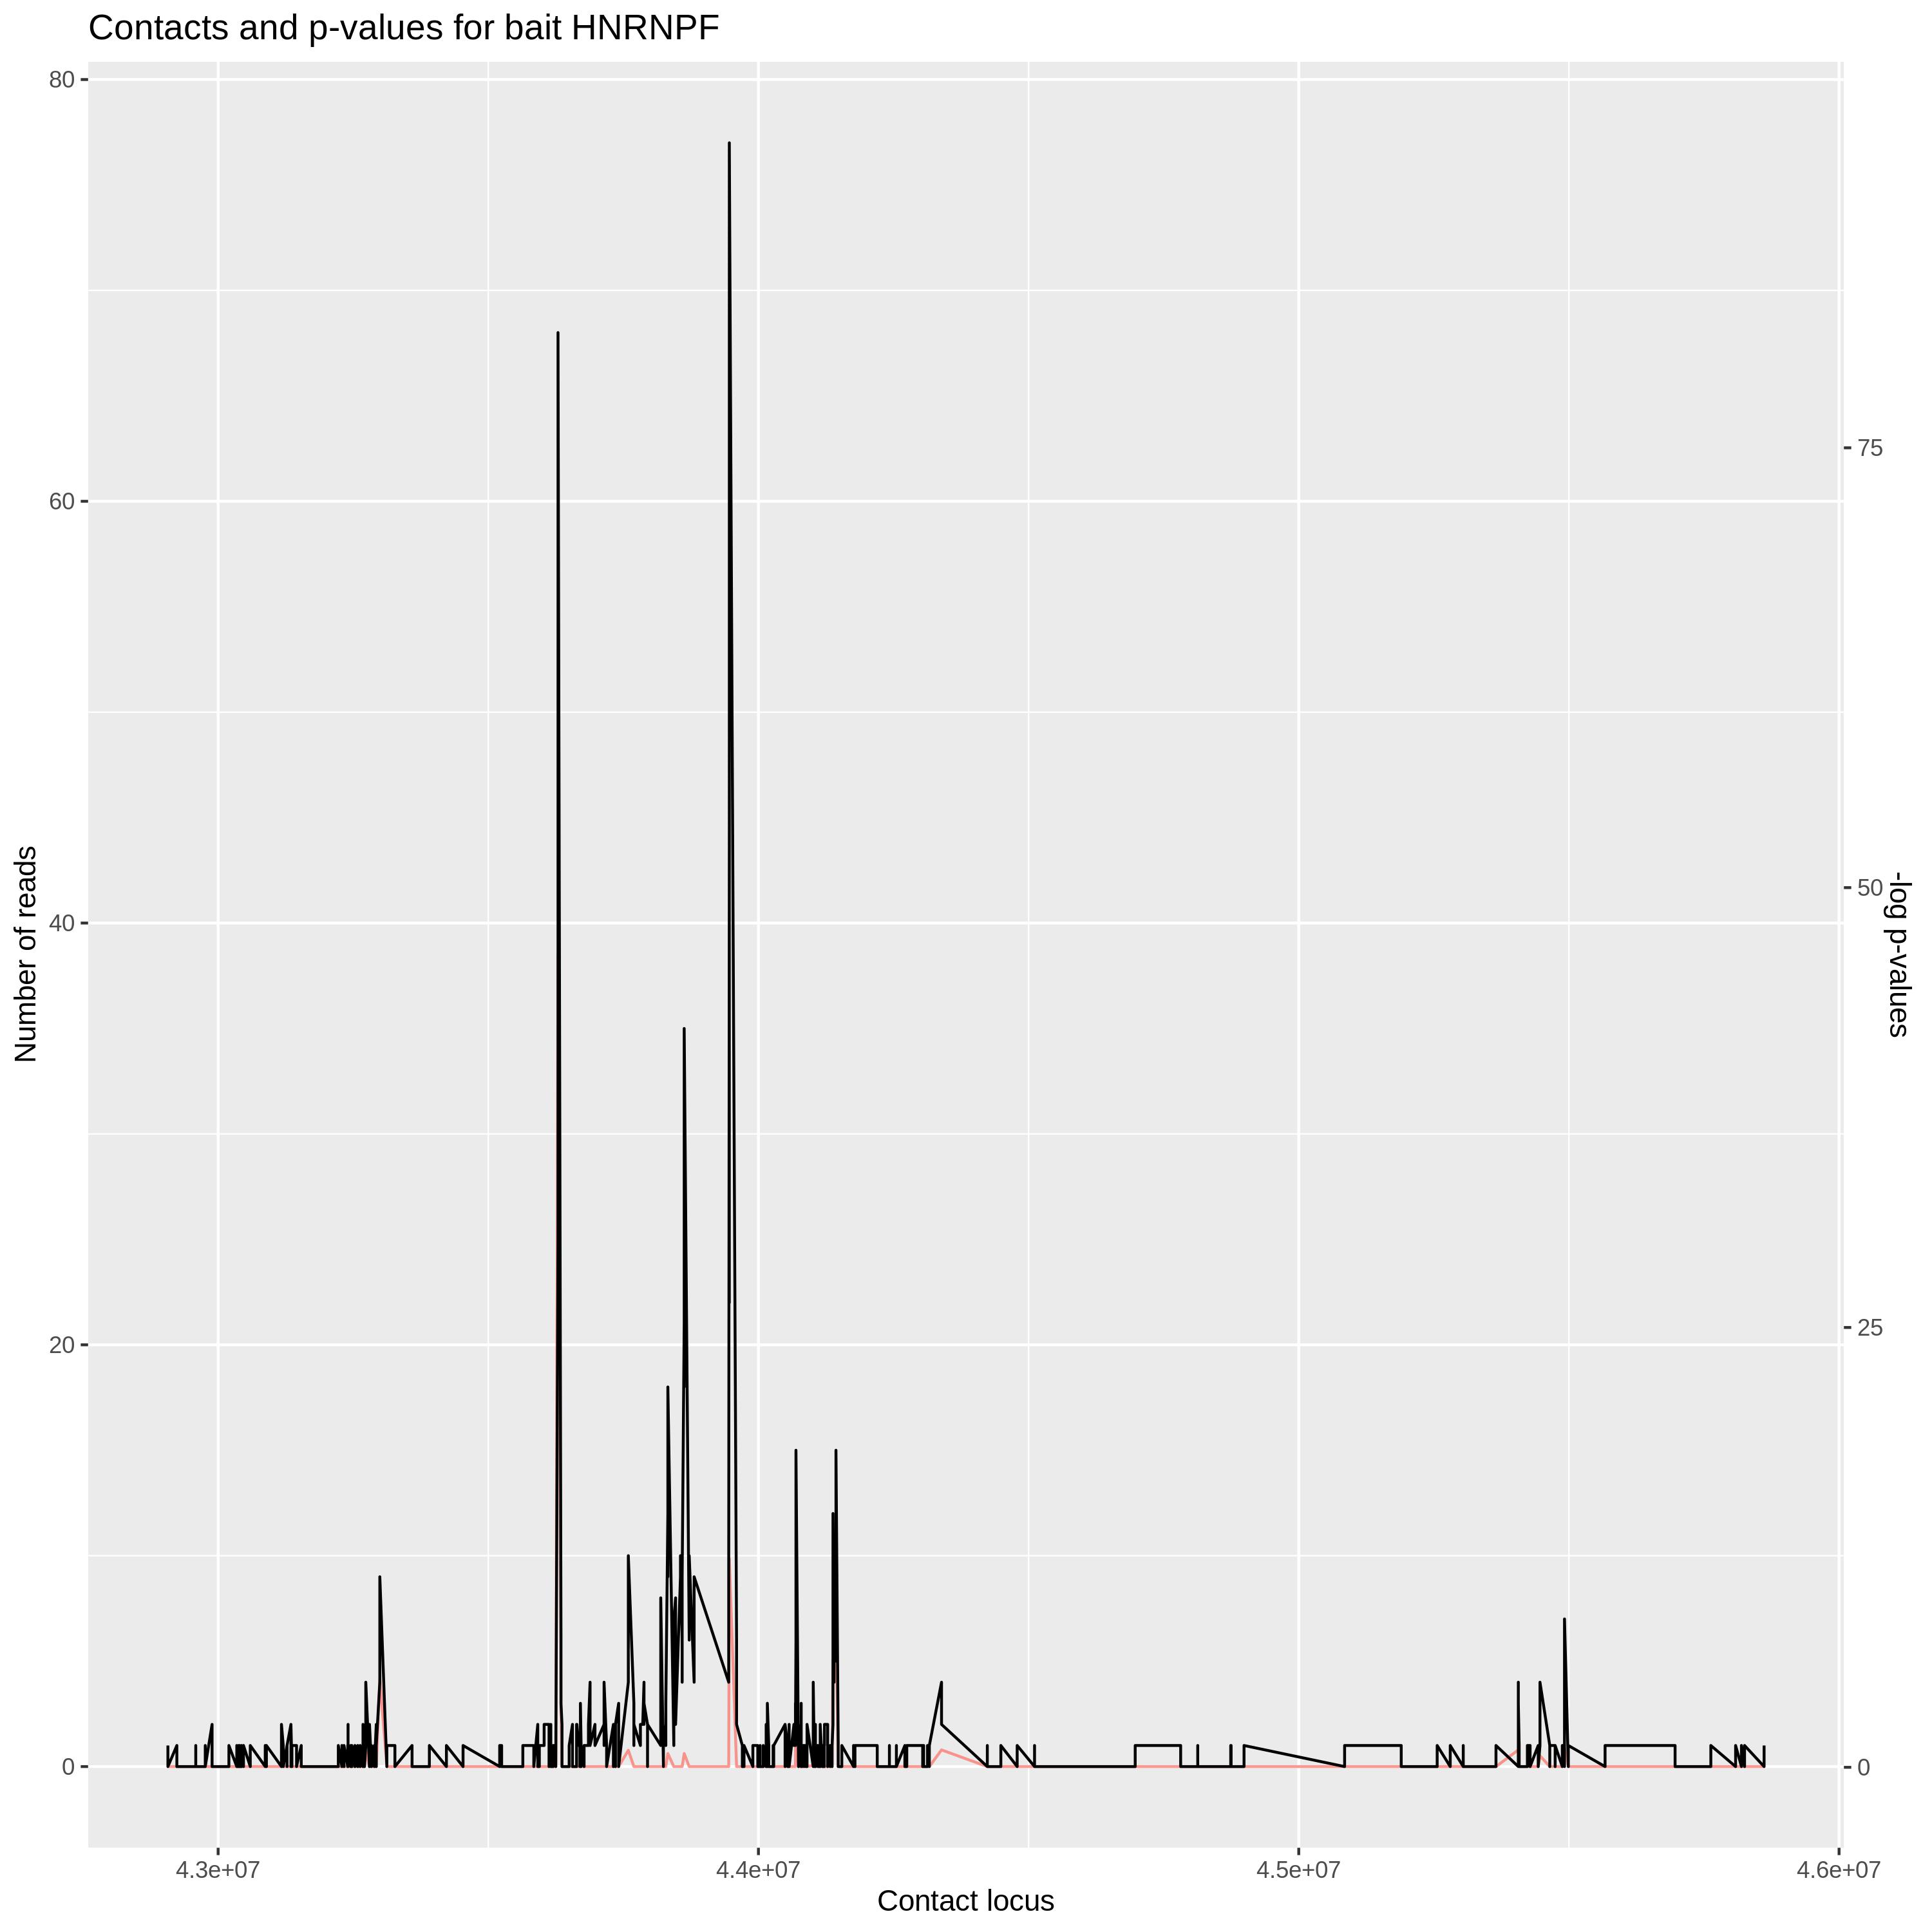 Contacts and p-values for bait HNRNPF
80
60
40
20
0
Number of reads
75
50
25
0
-log p-values
4.3e+07
4.4e+07
4.5e+07
4.6e+07
Contact locus